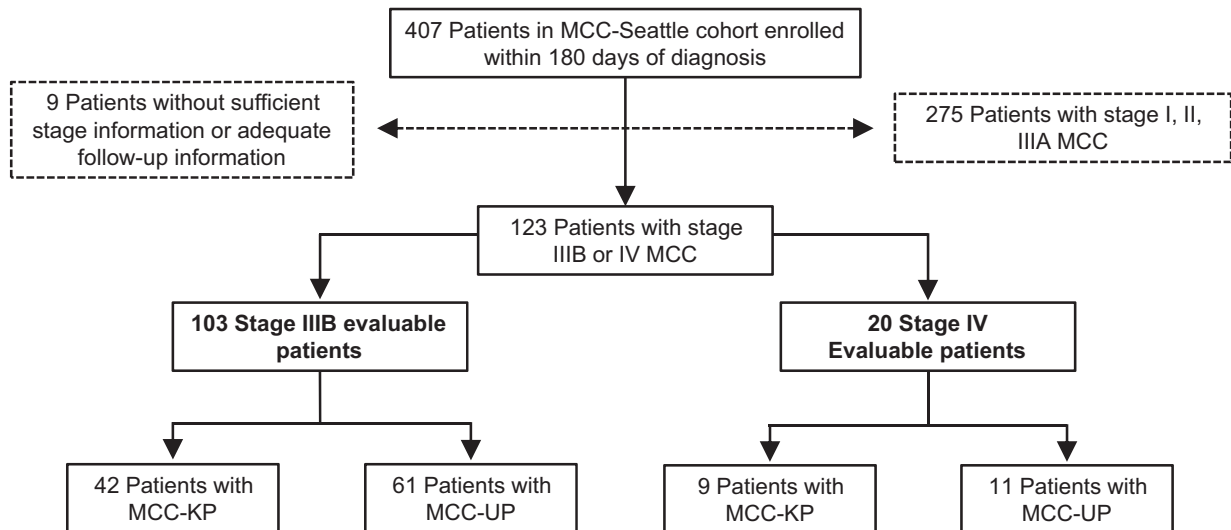 407 Patients in MCC-Seattle cohort enrolled
within 180 days of diagnosis
9 Patients without sufficient
stage information or adequate
follow-up information
275 Patients with stage I, II,
IIIA MCC
123 Patients with stage
IIIB or IV MCC
103 Stage IIIB evaluable
patients
20 Stage IV
Evaluable patients
42 Patients with
MCC-KP
61 Patients with
MCC-UP
9 Patients with
MCC-KP
11 Patients with
MCC-UP